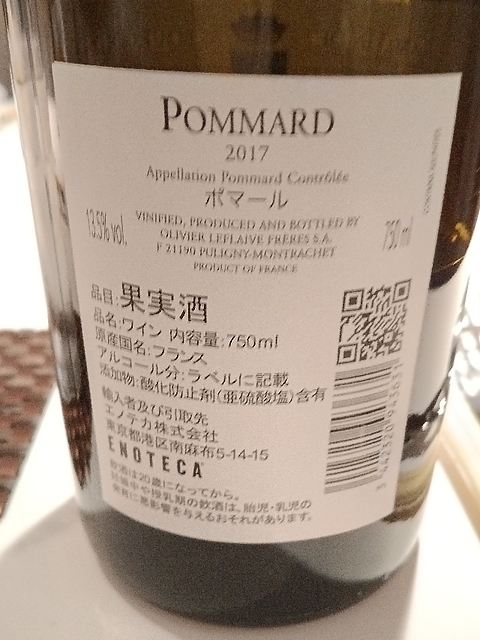 POMMARD
2017
Appellation Pommard Contrôlée
ポマール
13.5% vol.
VINIFIED, PRODUCED AND BOTTLED BY
OLIVIER LEFLAIVE FRÈRES S.A.
F 21190 PULIGNY-MONTRACHET
PRODUCT OF FRANCE
750 ml
品目:果実酒
品名:ワイン 内容量:750ml
原産国名:フランス
アルコール分:ラベルに記載
添加物:酸化防止剤(亜硫酸塩)含有
輸入者及び引取先
エノテカ株式会社
東京都港区南麻布5-14-15
ENOTECA
飲酒は20歳になってから。
妊娠中や授乳期の飲酒は、胎児・乳児の
発育に悪影響を与えるおそれがあります。